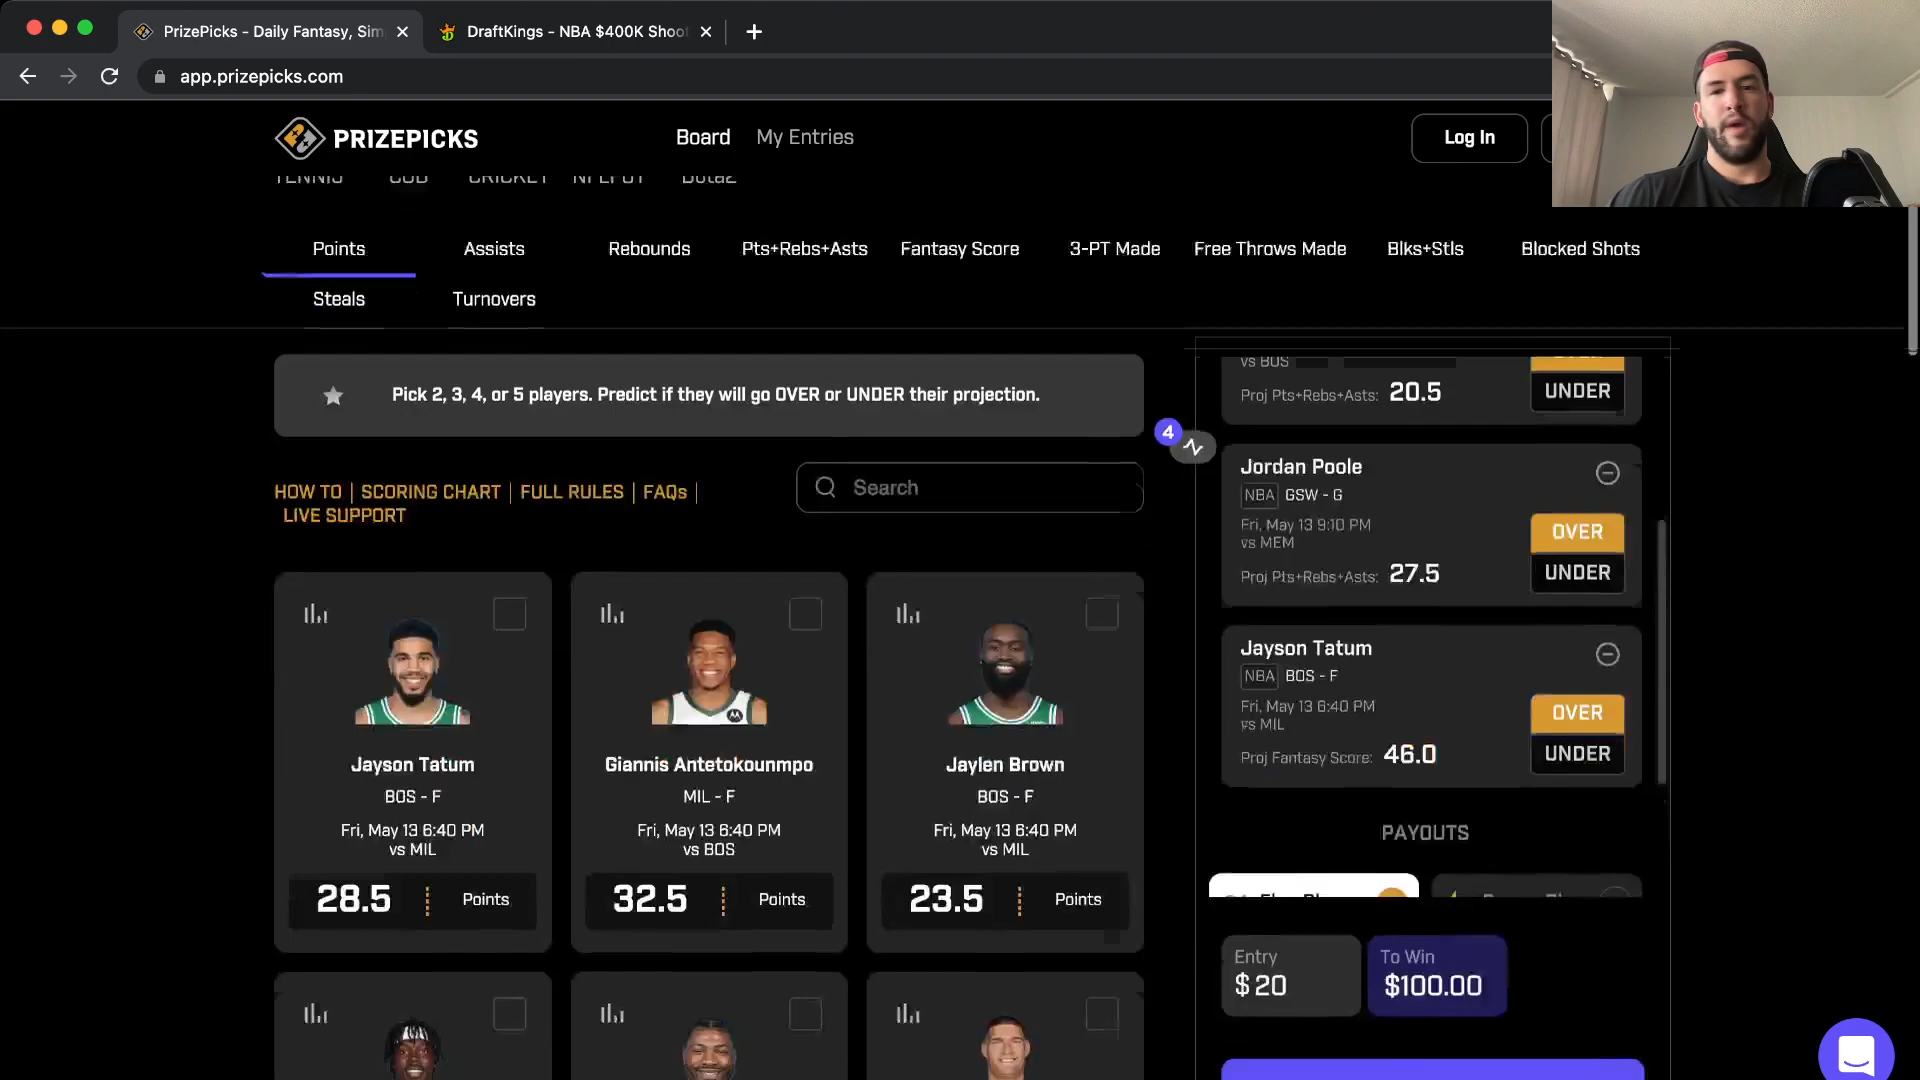 PrizePicks - Daily Fantasy, Sim
DraftKings - NBA $400K Shoot
app.prizepicks.com
PRIZEPICKS
Board
My Entries
Log In
TENNIS
COD
CRICKET
Dota2
Points
Assists
Rebounds
Pts+Rebs+Asts
Fantasy Score
3-PT Made
Free Throws Made
Blks+Stls
Blocked Shots
Steals
Turnovers
Pick 2, 3, 4, or 5 players. Predict if they will go OVER or UNDER their projection.
HOW TO | SCORING CHART | FULL RULES | FAQs |
LIVE SUPPORT
Search
Jayson Tatum
BOS - F
Fri, May 13 6:40 PM
vs MIL
28.5
Points
Giannis Antetokounmpo
MIL - F
Fri, May 13 6:40 PM
vs BOS
32.5
Points
Jaylen Brown
BOS - F
Fri, May 13 6:40 PM
vs MIL
23.5
Points
4
vs BOS
Proj Pts+Rebs+Asts: 20.5
UNDER
Jordan Poole
NBA GSW - G
Fri, May 13 9:10 PM
vs MEM
Proj Pts+Rebs+Asts: 27.5
OVER
UNDER
Jayson Tatum
NBA BOS - F
Fri, May 13 6:40 PM
vs MIL
Proj Fantasy Score: 46.0
OVER
UNDER
PAYOUTS
Entry
$ 20
To Win
$100.00